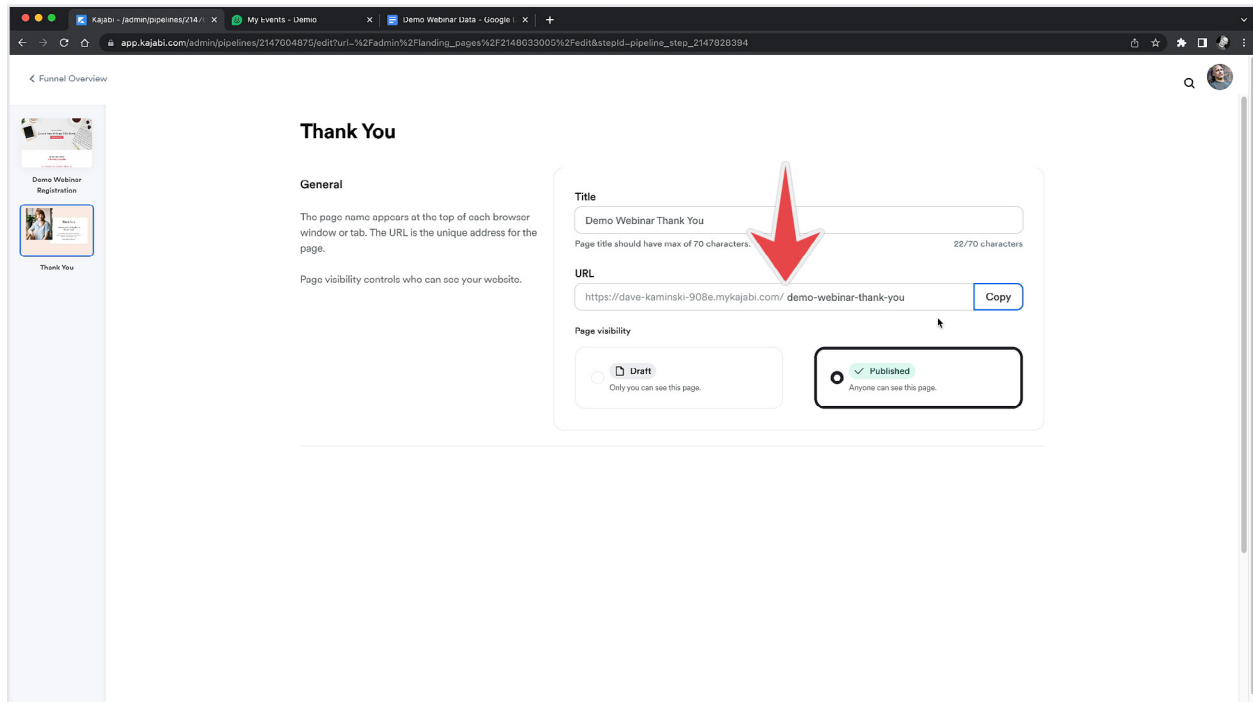 Kajabi - /admin/pipelines/2147
My Events - Demio
Demo Webinar Data - Google
app.kajabi.com/admin/pipelines/2147604875/edit?url=%2Fadmin%2Flanding_pages%2F2148633005%2Fedit&stepId=pipeline_step_2147828394
Funnel Overview
Demo Webinar
Registration
Thank You
Thank You
General
The page name appears at the top of each browser
window or tab. The URL is the unique address for the
page.
Page visibility controls who can see your website.
Title
Demo Webinar Thank You
Page title should have max of 70 characters.
22/70 characters
URL
https://dave-kaminski-908e.mykajabi.com/ demo-webinar-thank-you
Copy
Page visibility
Draft
Only you can see this page.
Published
Anyone can see this page.